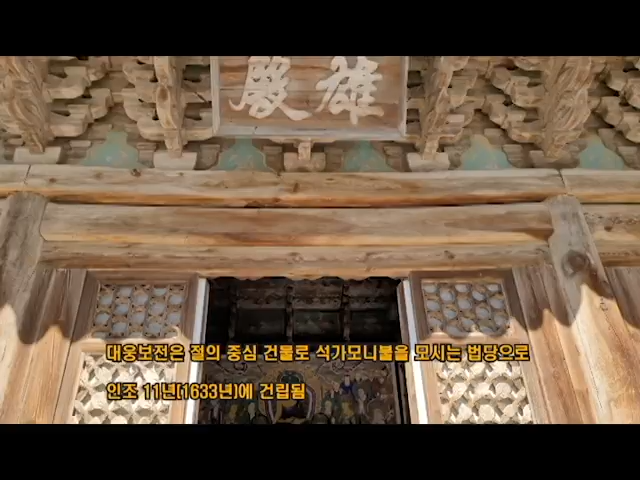 殿雄
대웅보전은 절의 중심 건물로 석가모니불을 모시는 법당으로
인조 11년(1633년)에 건립됨